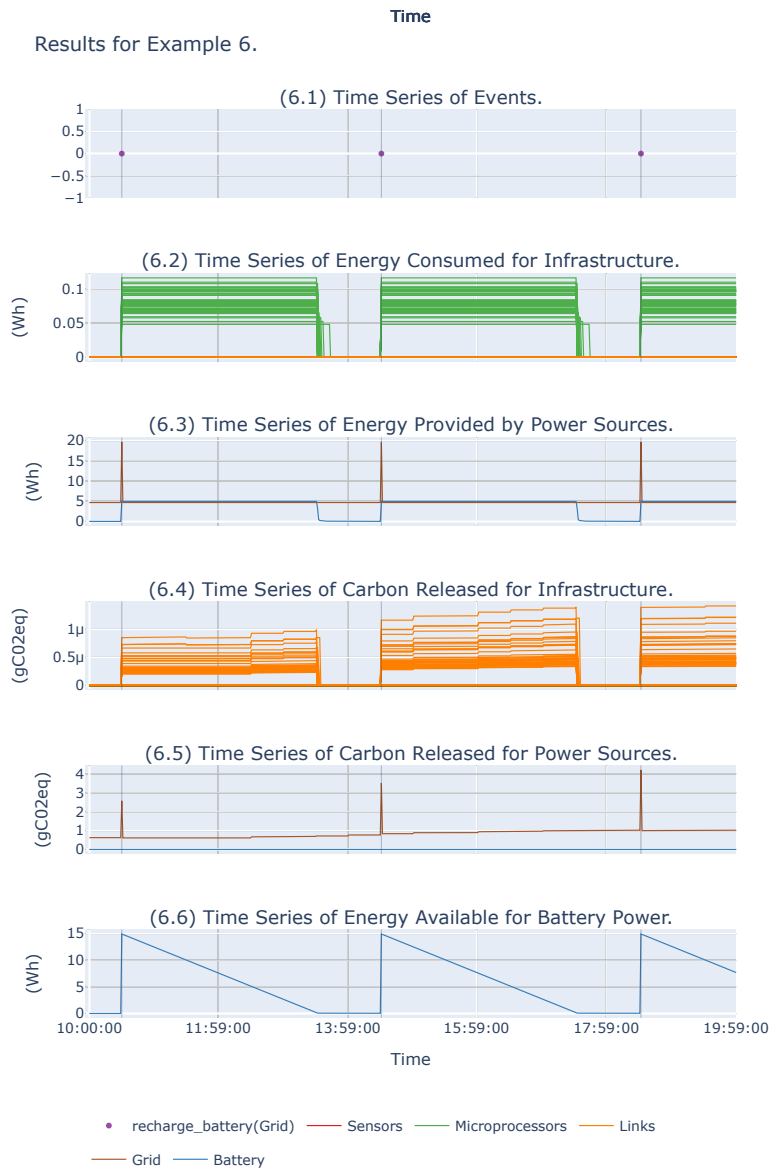 Time
Results for Example 6.
(6.1) Time Series of Events.
1
0.5
0
−0.5
−1
(6.2) Time Series of Energy Consumed for Infrastructure.
(Wh)
0.1
0.05
0
(6.3) Time Series of Energy Provided by Power Sources.
(Wh)
20
15
10
5
0
(6.4) Time Series of Carbon Released for Infrastructure.
(gC02eq)
1μ
0.5μ
0
(6.5) Time Series of Carbon Released for Power Sources.
(gC02eq)
4
3
2
1
0
(6.6) Time Series of Energy Available for Battery Power.
(Wh)
15
10
5
0
10:00:00 11:59:00 13:59:00 15:59:00 17:59:00 19:59:00
Time
recharge_battery(Grid) Sensors Microprocessors Links
Grid Battery